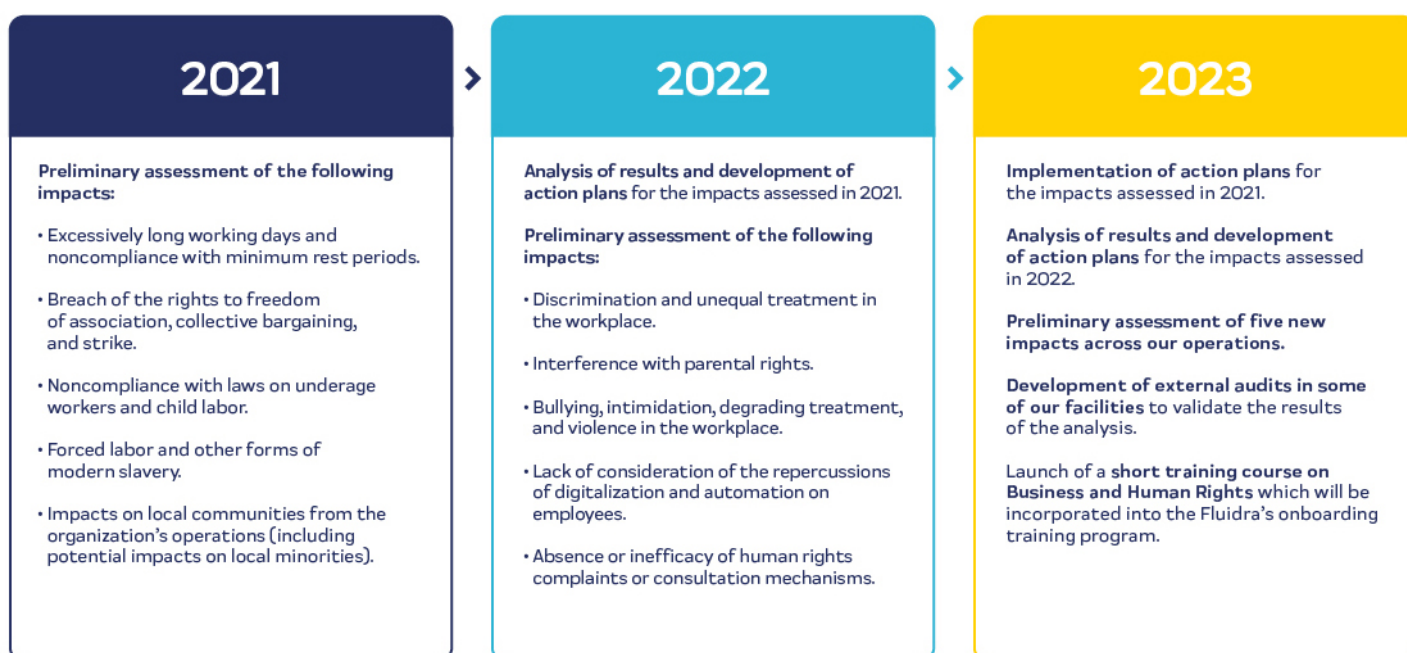 2021
Preliminary assessment of the following
impacts:
• Excessively long working days and
noncompliance with minimum rest periods.
• Breach of the rights to freedom
of association, collective bargaining,
and strike.
• Noncompliance with laws on underage
workers and child labor.
• Forced labor and other forms of
modern slavery.
• Impacts on local communities from the
organization's operations (including
potential impacts on local minorities).
2022
Analysis of results and development of
action plans for the impacts assessed in 2021.
Preliminary assessment of the following
impacts:
• Discrimination and unequal treatment in
the workplace.
• Interference with parental rights.
• Bullying, intimidation, degrading treatment,
and violence in the workplace.
• Lack of consideration of the repercussions
of digitalization and automation on
employees.
• Absence or inefficacy of human rights
complaints or consultation mechanisms.
2023
Implementation of action plans for
the impacts assessed in 2021.
Analysis of results and development
of action plans for the impacts assessed
in 2022.
Preliminary assessment of five new
impacts across our operations.
Development of external audits in some
of our facilities to validate the results
of the analysis.
Launch of a short training course on
Business and Human Rights which will be
incorporated into the Fluidra's onboarding
training program.